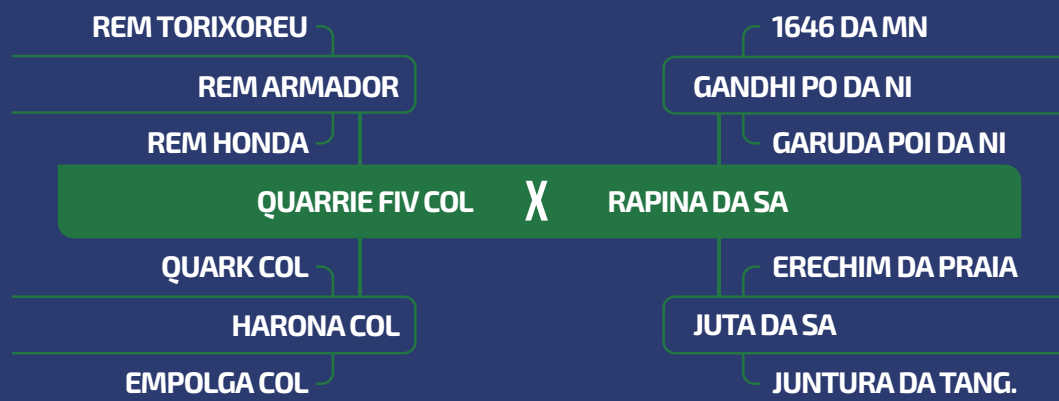 REM TORIXOREU
REM ARMADOR
REM HONDA
1646 DA MN
GANDHI PO DA NI
GARUDA POI DA NI
QUARRIE FIV COL X RAPINA DA SA
QUARK COL
HARONA COL
EMPOLGA COL
ERECHIM DA PRAIA
JUTA DA SA
JUNTURA DA TANG.